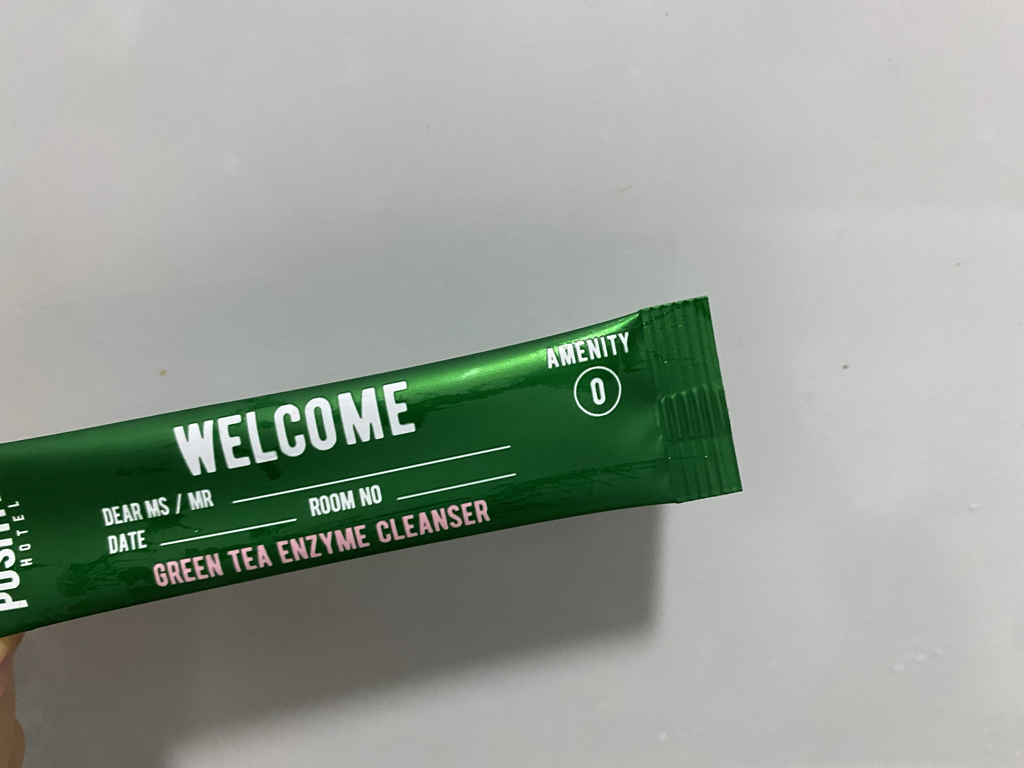 AMENITY
0
WELCOME
DEAR MS / MR
ROOM NO
DATE
GREEN TEA ENZYME CLEANSER
HOTEL